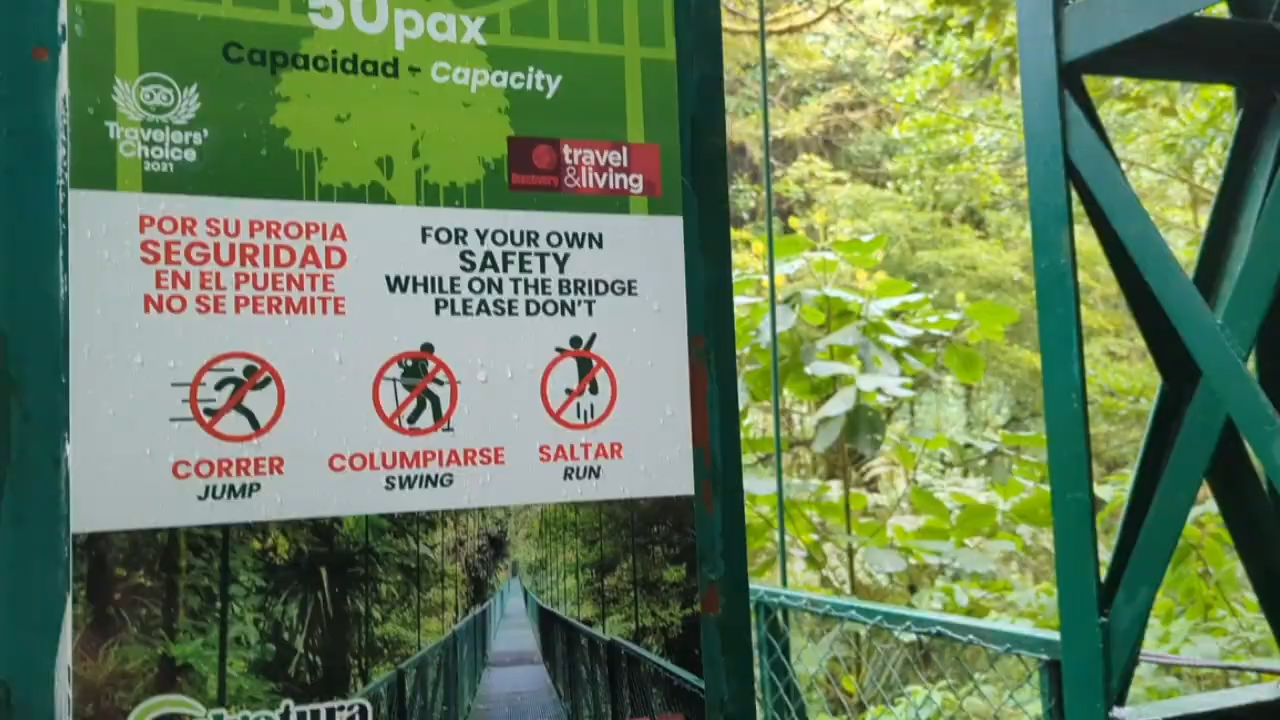 50pax
Capacidad - Capacity
Travelers'
Choice
2021
Discovery
travel
&living
POR SU PROPIA
SEGURIDAD
EN EL PUENTE
NO SE PERMITE
FOR YOUR OWN
SAFETY
WHILE ON THE BRIDGE
PLEASE DON'T
CORRER
JUMP
COLUMPIARSE
SWING
SALTAR
RUN